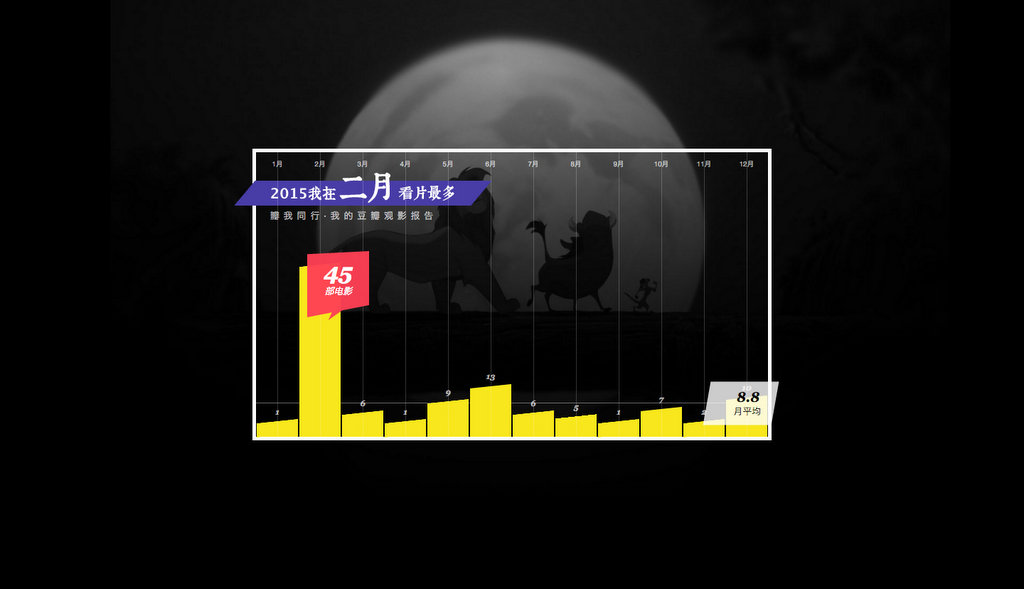 1月 2月 3月 4月 5月 6月 7月 8月 9月 10月 11月 12月
2015我在二月看片最多
瓣我同行·我的豆瓣观影报告
45
部电影
1 6 1 9 13 6 5 1 7 2 10
8.8
月平均